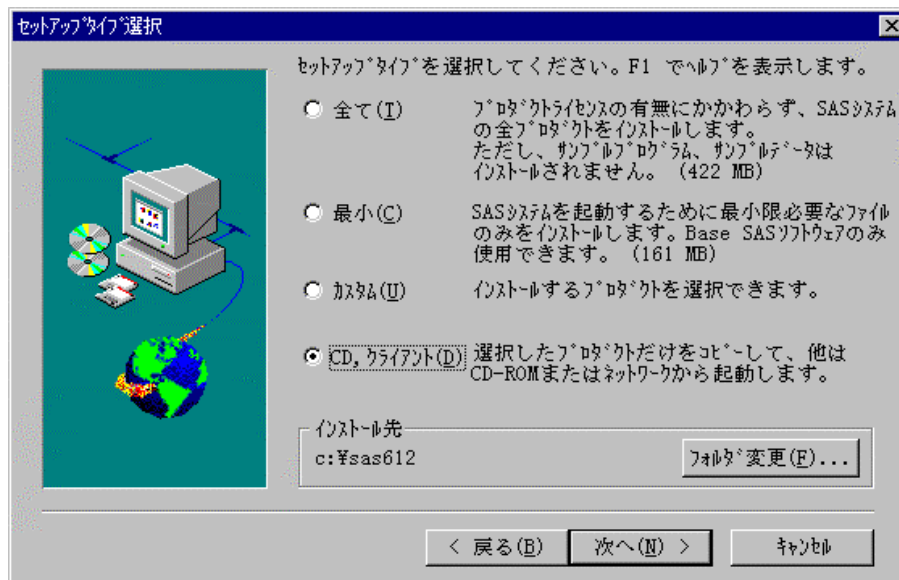 セットアップタイプ選択
セットアップタイプを選択してください。F1 でヘルプを表示します。
全て(I)
プロダクトライセンスの有無にかかわらず、SASシステム
の全プロダクトをインストールします。
ただし、サンプルプログラム、サンプルデータは
インストールされません。 (422 MB)
最小(C)
SASシステムを起動するために最小限必要なファイル
のみをインストールします。Base SASソフトウェアのみ
使用できます。 (161 MB)
カスタム(U)
インストールするプロダクトを選択できます。
CD, クライアント(D)
選択したプロダクトだけをコピーして、他は
CD-ROMまたはネットワークから起動します。
インストール先
c:¥sas612
フォルダ変更(F)...
< 戻る(B)
次へ(N) >
キャンセル